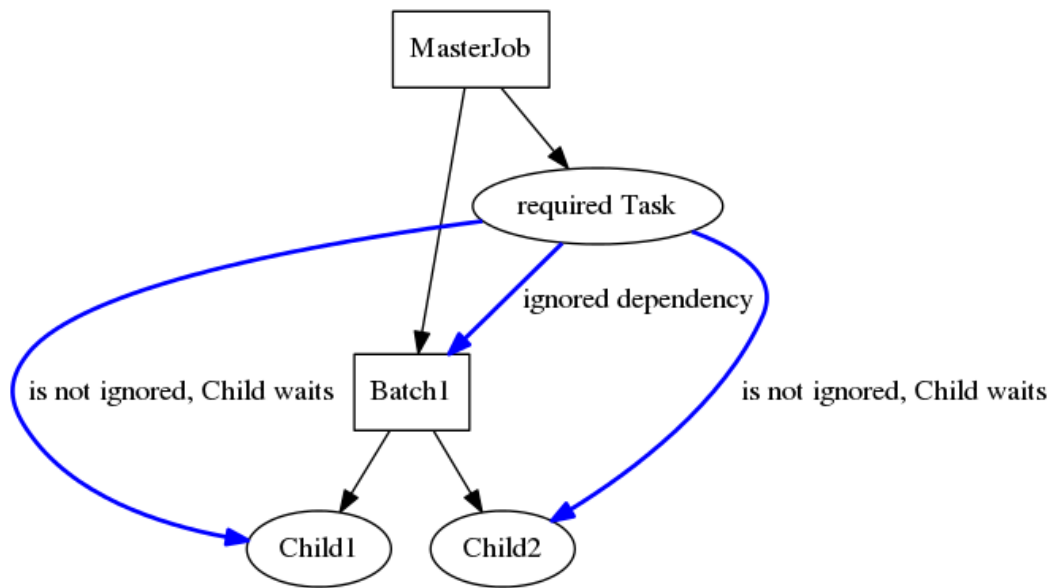 MasterJob
required Task
ignored dependency
is not ignored, Child waits
Batch1
is not ignored, Child waits
Child1
Child2